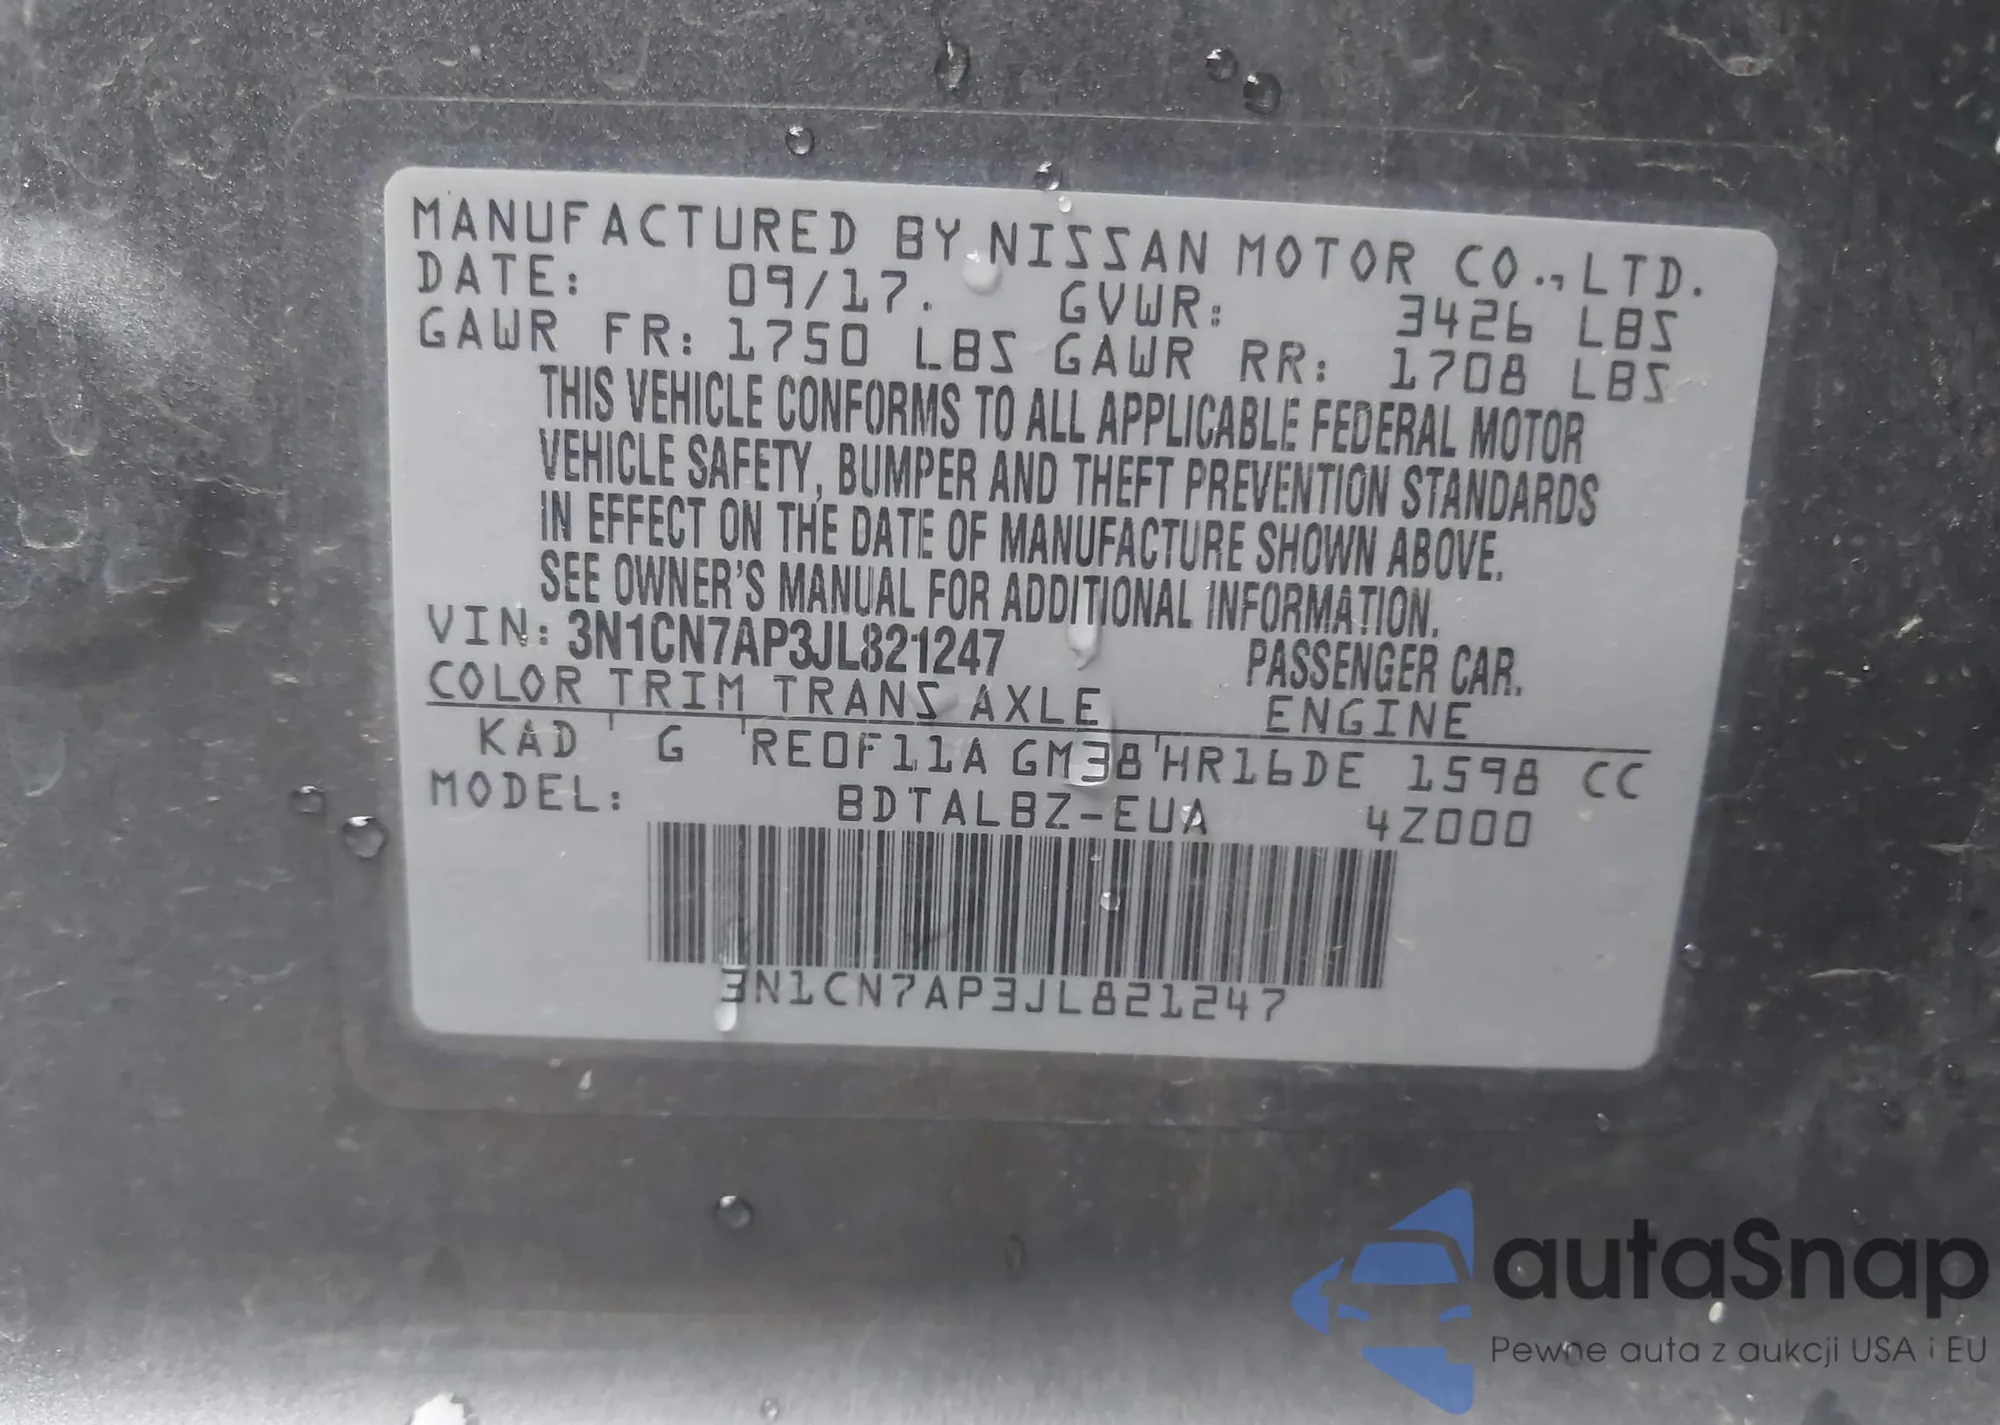 MANUFACTURED BY NISSAN MOTOR CO., LTD.
DATE: 09/17. GVWR: 3426 LBS
GAWR FR: 1750 LBS GAWR RR: 1708 LBS
THIS VEHICLE CONFORMS TO ALL APPLICABLE FEDERAL MOTOR
VEHICLE SAFETY, BUMPER AND THEFT PREVENTION STANDARDS
IN EFFECT ON THE DATE OF MANUFACTURE SHOWN ABOVE.
SEE OWNER'S MANUAL FOR ADDITIONAL INFORMATION.
VIN: 3N1CN7AP3JL821247 PASSENGER CAR.
COLOR TRIM TRANS AXLE ENGINE
KAD G RE0F11A GM38 HR16DE 1598 CC
MODEL: BDTALBZ-EUA 4Z000
3N1CN7AP3JL821247
autaSnap
Pewne auta z aukcji USA i EU